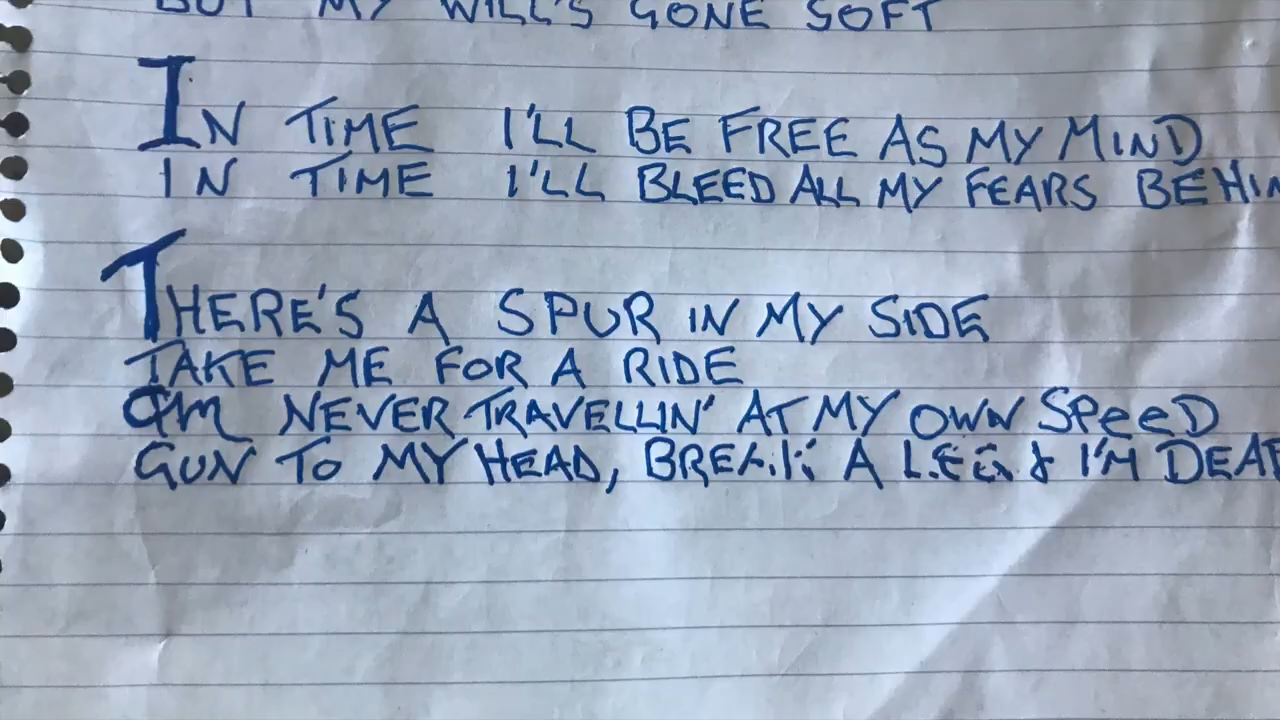 BUT MY WILL'S GONE SOFT
IN TIME I'LL BE FREE AS MY MIND
IN TIME I'LL BLEED ALL MY FEARS BEHIN
THERE'S A SPUR IN MY SIDE
TAKE ME FOR A RIDE
I'M NEVER TRAVELLIN' AT MY OWN SPEED
GUN TO MY HEAD, BREAK A LEG & I'M DEAD